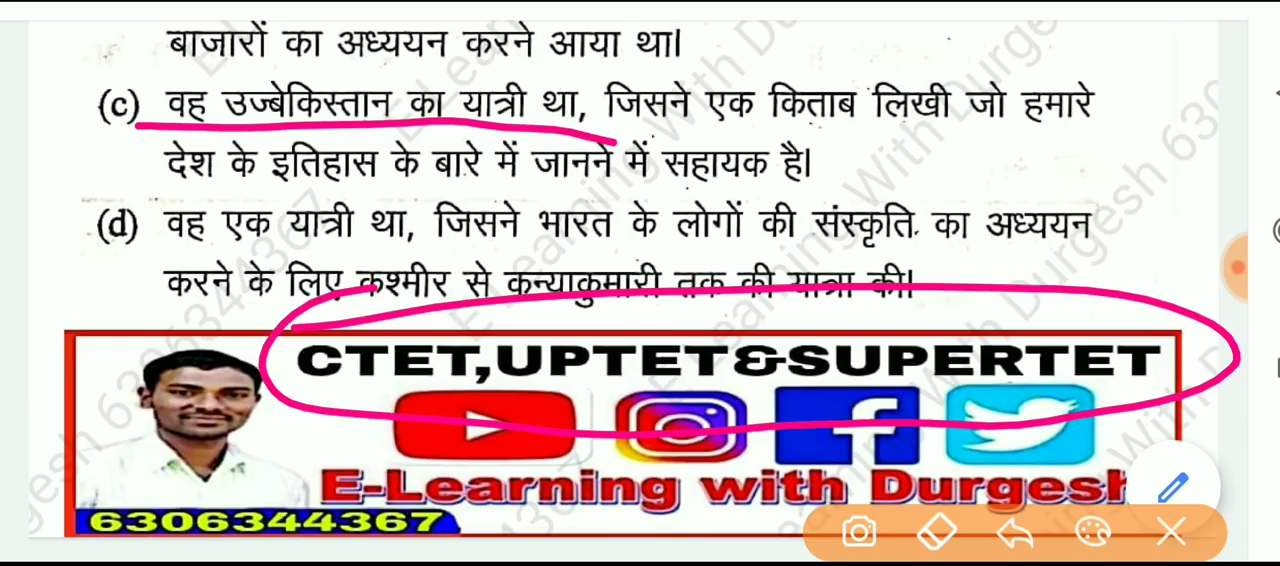 बाजारों का अध्ययन करने आया था।
(c) वह उज्बेकिस्तान का यात्री था, जिसने एक किताब लिखी जो हमारे
देश के इतिहास के बारे में जानने में सहायक है।
(d) वह एक यात्री था, जिसने भारत के लोगों की संस्कृति का अध्ययन
करने के लिए कश्मीर से कन्याकुमारी तक की यात्रा की।
CTET,UPTET&SUPERTET
E-Learning with Durgesh
6306344367